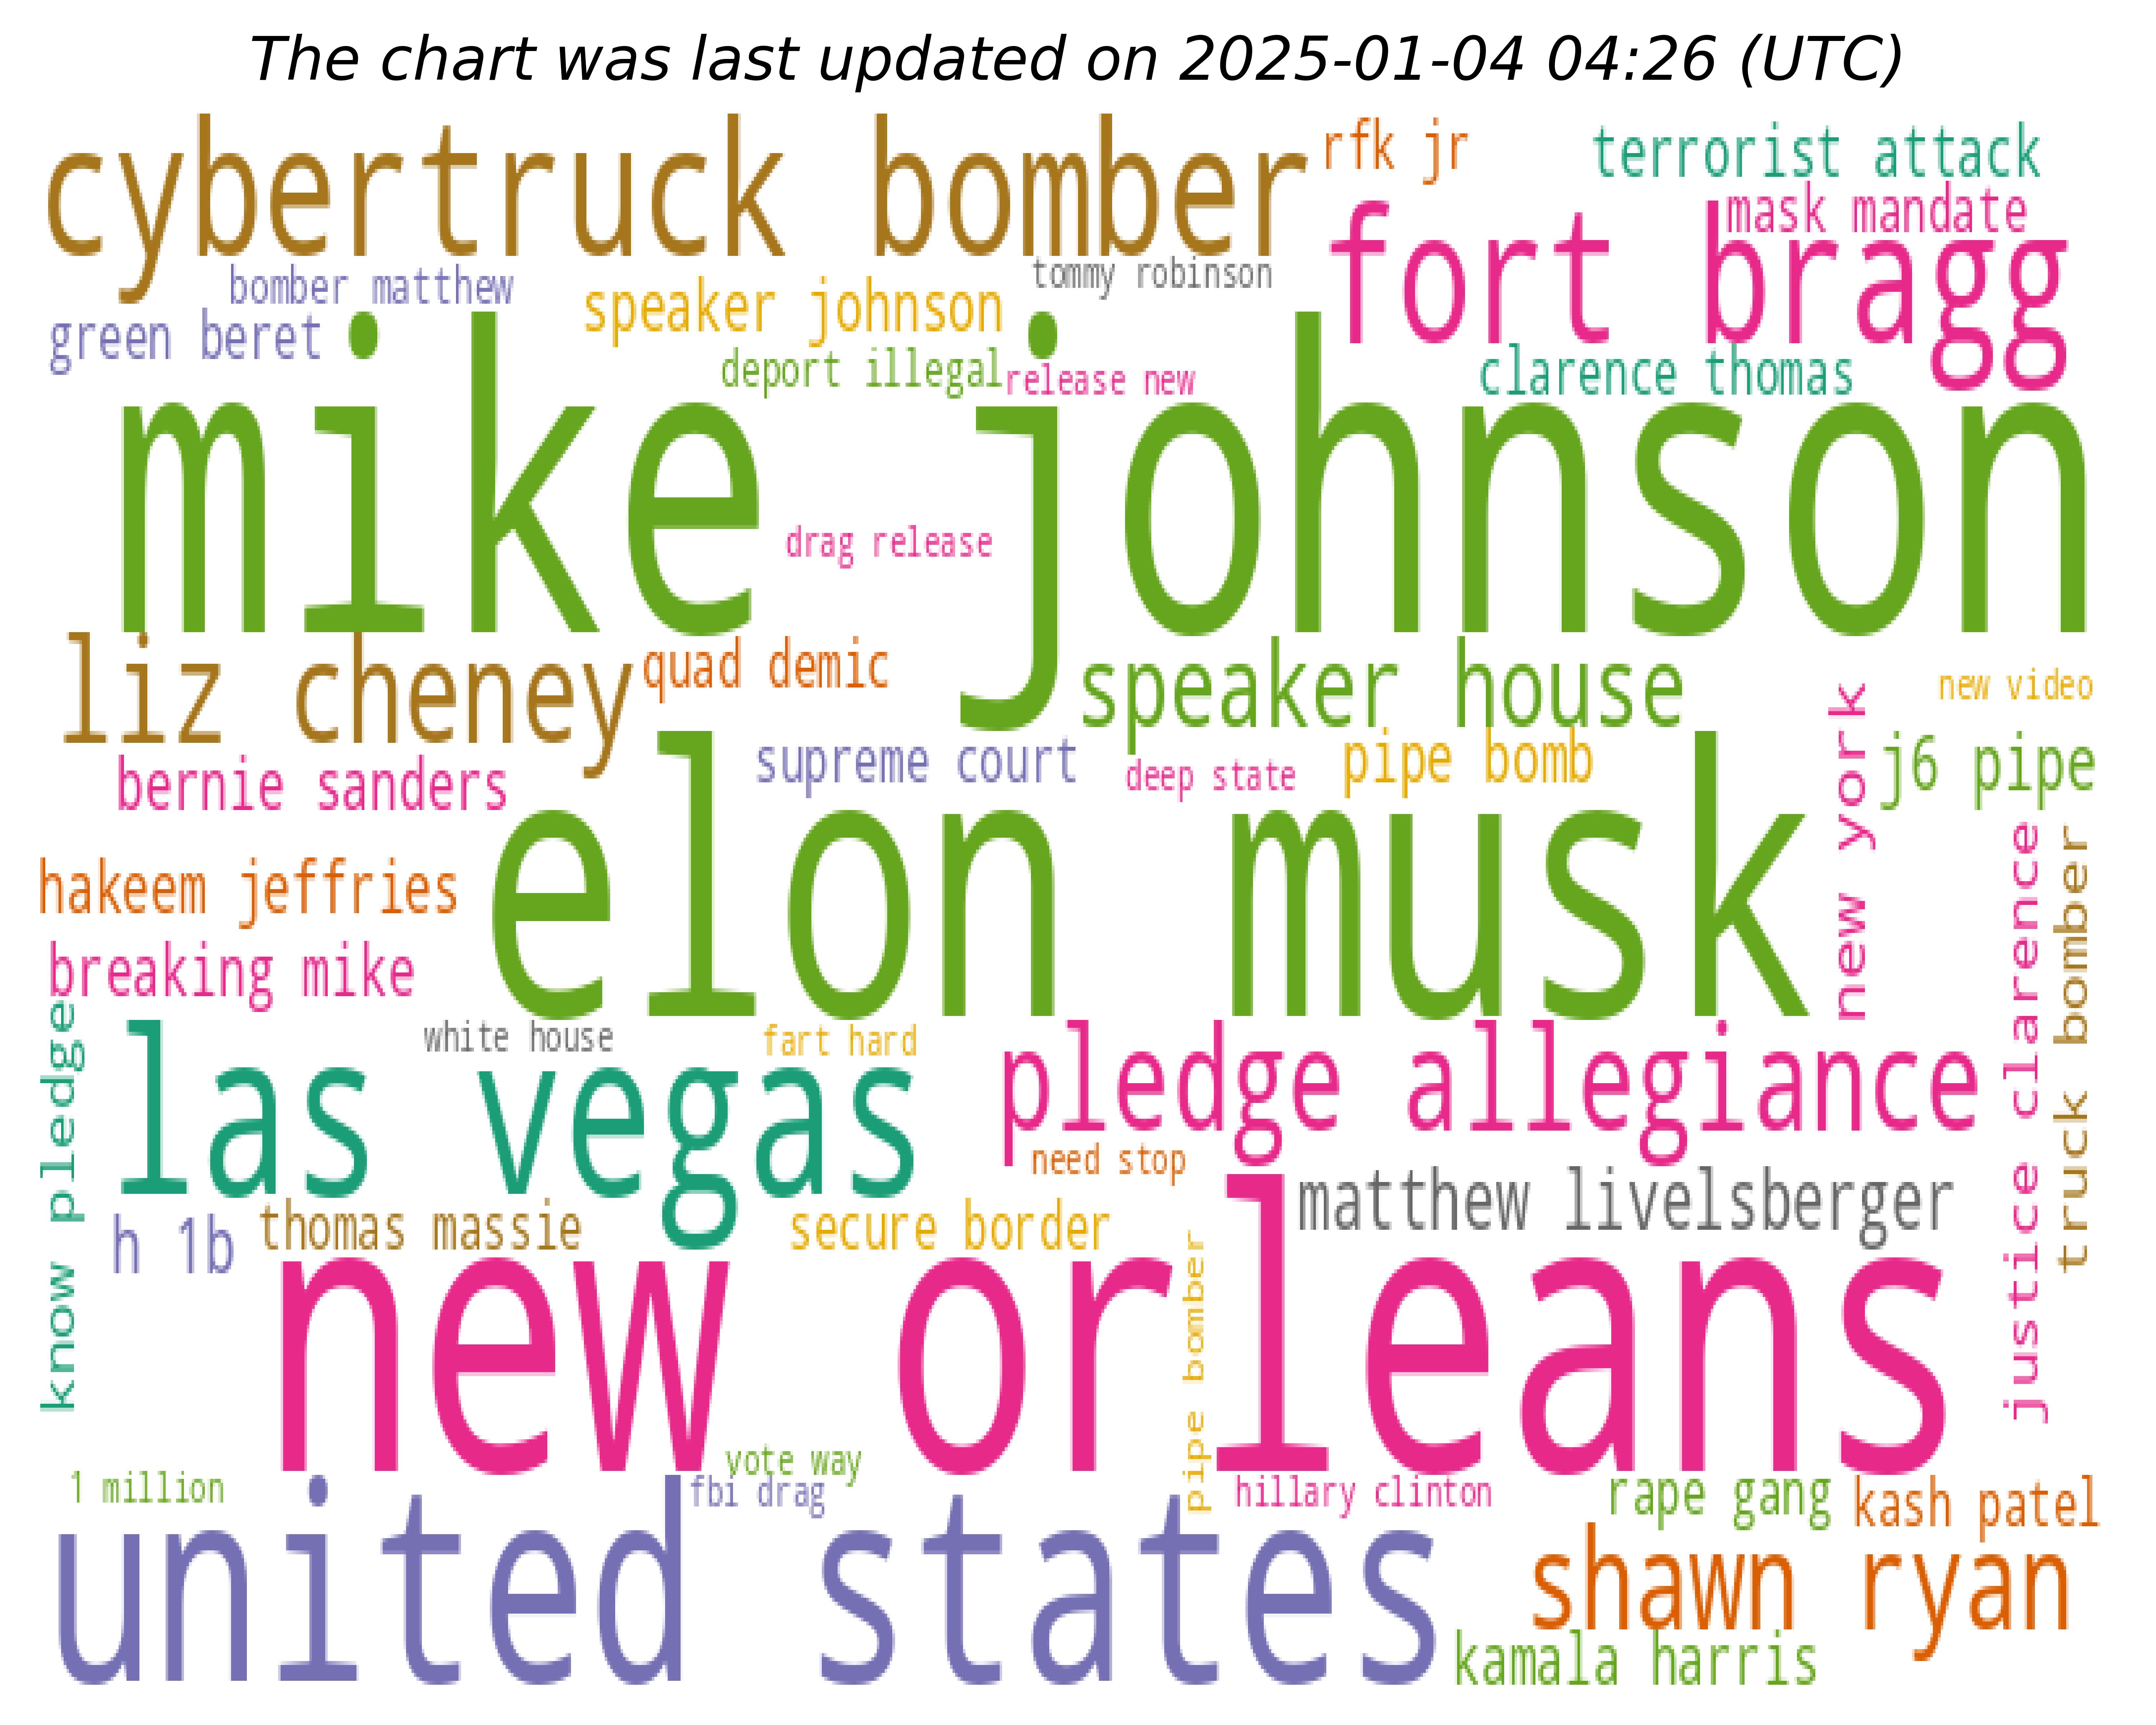 The chart was last updated on 2025-01-04 04:26 (UTC)
cybertruck bomber
rfk jr
terrorist attack
mask mandate
fort bragg
bomber matthew
speaker johnson
tommy robinson
green beret
deport illegal
release new
clarence thomas
mike johnson
drag release
liz cheney
quad demic
speaker house
new video
bernie sanders
supreme court
deep state
pipe bomb
new york
j6 pipe
elon musk
hakeem jeffries
breaking mike
justice clarence
truck bomber
know pledge
white house
fart hard
las vegas
pledge allegiance
need stop
matthew livelsberger
h 1b
thomas massie
secure border
pipe bomber
new orleans
vote way
1 million
fbi drag
hillary clinton
rape gang
kash patel
united states
shawn ryan
kamala harris